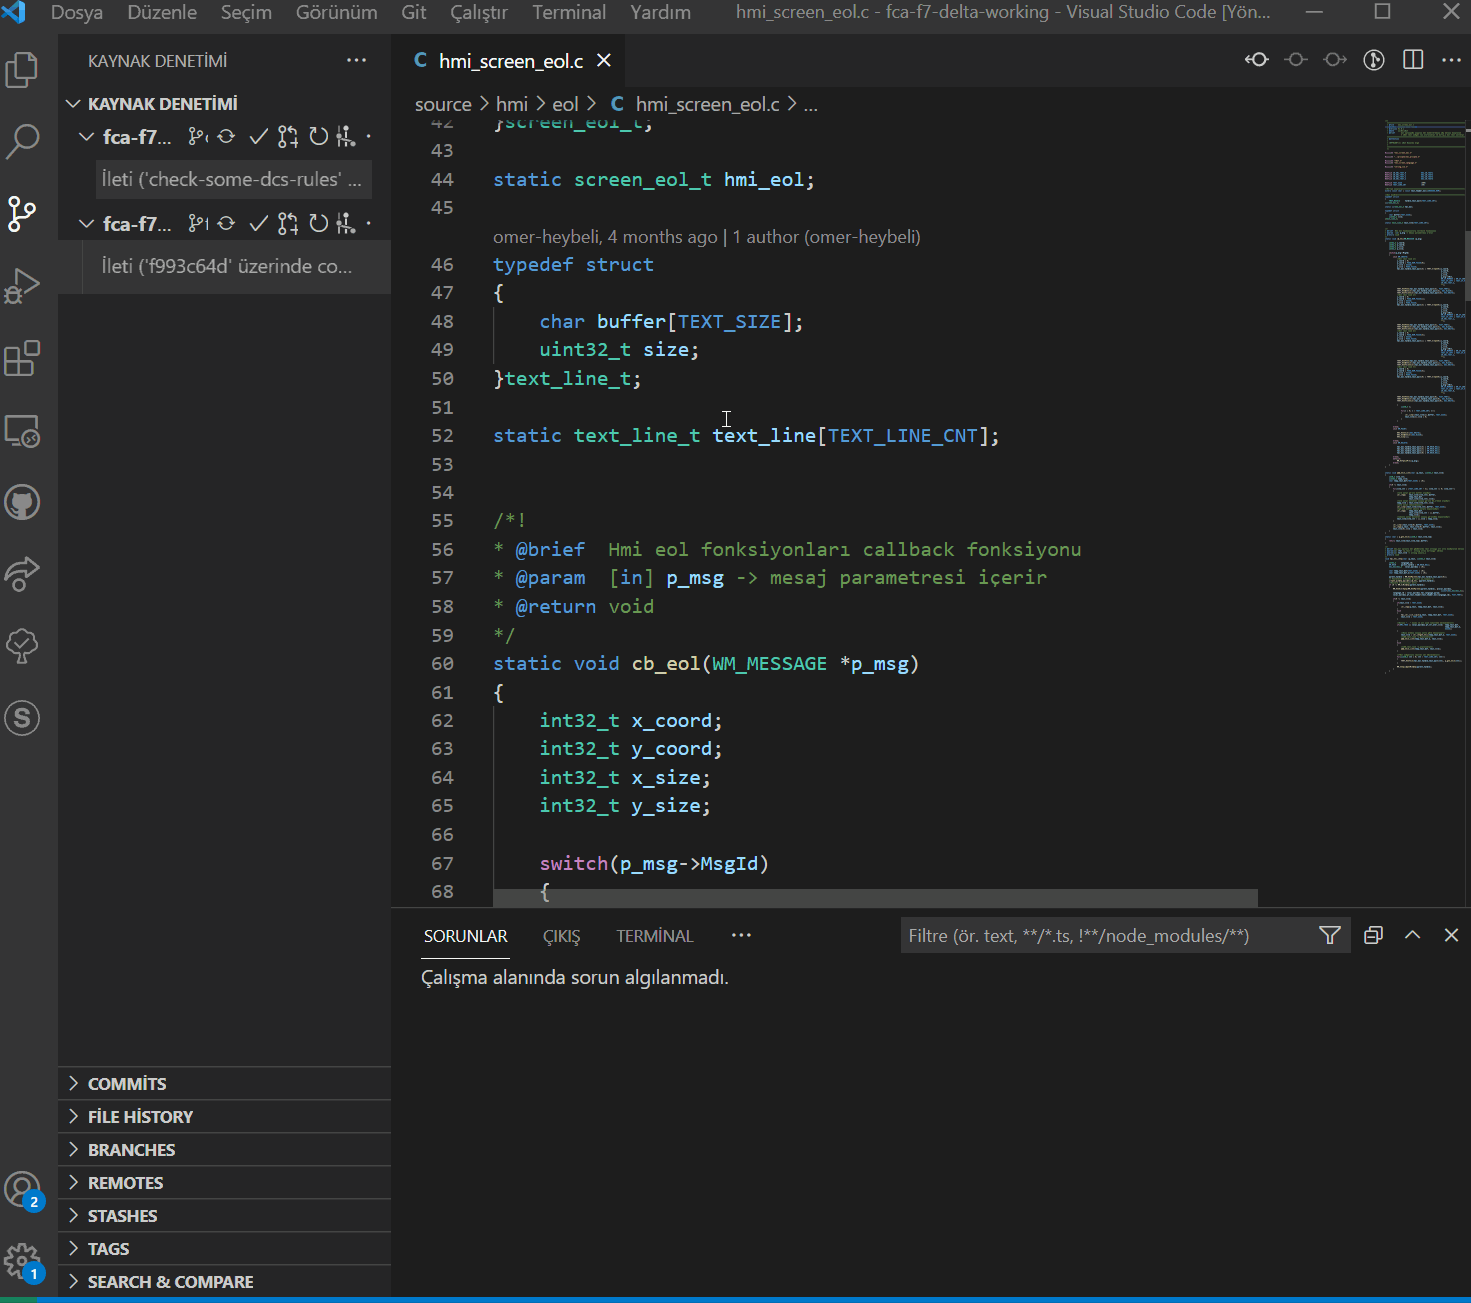 Dosya Düzenle Seçim Görünüm Git Çalıştır Terminal Yardım hmi_screen_eol.c - fca-f7-delta-working - Visual Studio Code [Yön...
KAYNAK DENETİMİ ...
KAYNAK DENETİMİ
fca-f7...
İleti ('check-some-dcs-rules' ...
fca-f7...
İleti ('f993c64d' üzerinde co...
COMMİTS
FİLE HİSTORY
BRANCHES
REMOTES
STASHES
TAGS
SEARCH & COMPARE
2
1
C hmi_screen_eol.c
source > hmi > eol > C hmi_screen_eol.c > ...
42 }screen_eol_t;
43
44 static screen_eol_t hmi_eol;
45
omer-heybeli, 4 months ago | 1 author (omer-heybeli)
46 typedef struct
47 {
48 char buffer[TEXT_SIZE];
49 uint32_t size;
50 }text_line_t;
51
52 static text_line_t text_line[TEXT_LINE_CNT];
53
54
55 /*!
56 * @brief Hmi eol fonksiyonları callback fonksiyonu
57 * @param [in] p_msg -> mesaj parametresi içerir
58 * @return void
59 */
60 static void cb_eol(WM_MESSAGE *p_msg)
61 {
62 int32_t x_coord;
63 int32_t y_coord;
64 int32_t x_size;
65 int32_t y_size;
66
67 switch(p_msg->MsgId)
68 {
SORUNLAR ÇIKIŞ TERMİNAL ... Filtre (ör. text, **/*.ts, !**/node_modules/**)
Çalışma alanında sorun algılanmadı.